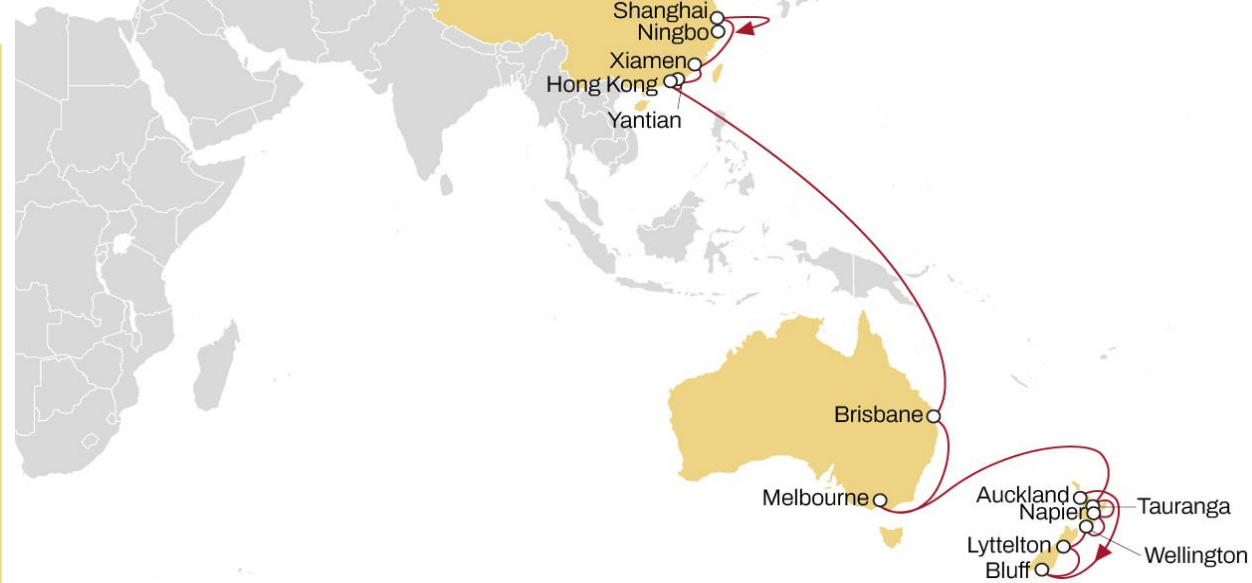 Shanghai
Ningbo
Xiamen
Hong Kong
Yantian
Brisbane
Melbourne
Auckland
Tauranga
Napier
Lyttelton
Wellington
Bluff